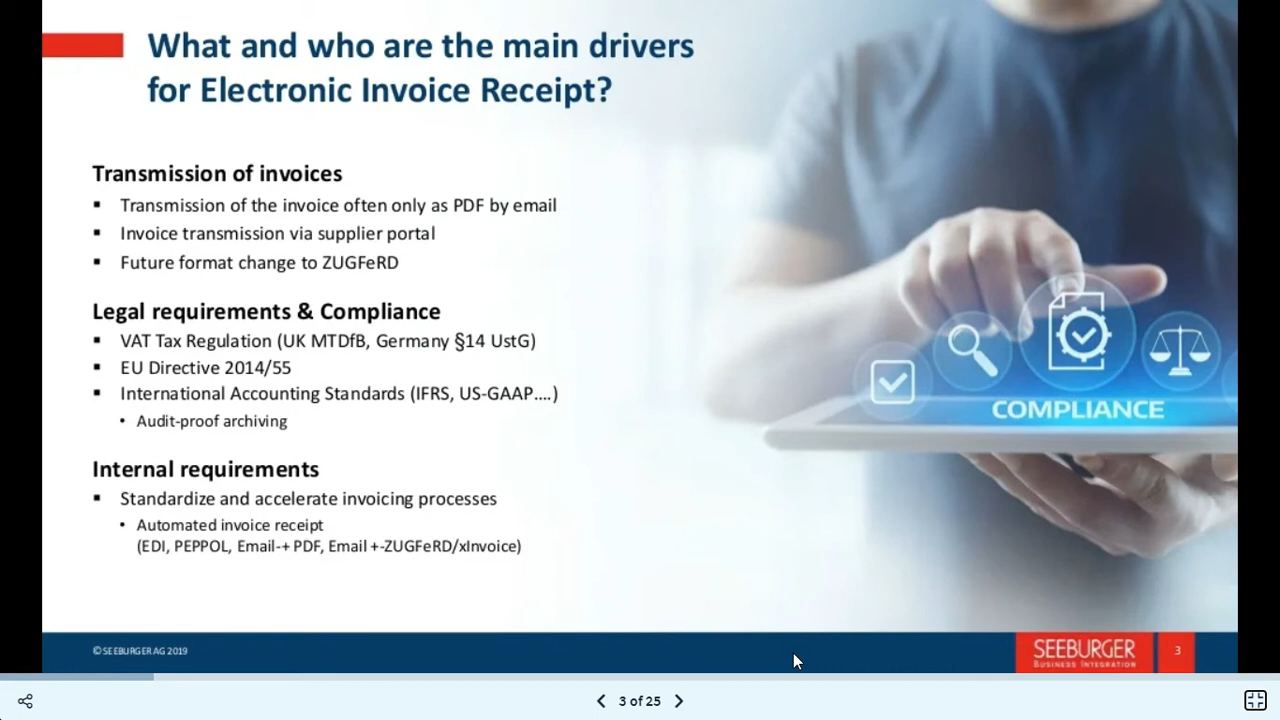 What and who are the main drivers
for Electronic Invoice Receipt?
Transmission of invoices
▪ Transmission of the invoice often only as PDF by email
▪ Invoice transmission via supplier portal
▪ Future format change to ZUGFeRD
Legal requirements & Compliance
▪ VAT Tax Regulation (UK MTDfB, Germany §14 UstG)
▪ EU Directive 2014/55
▪ International Accounting Standards (IFRS, US-GAAP....)
• Audit-proof archiving
Internal requirements
▪ Standardize and accelerate invoicing processes
• Automated invoice receipt
(EDI, PEPPOL, Email-+ PDF, Email +-ZUGFeRD/xInvoice)
COMPLIANCE
© SEEBURGER AG 2019
SEEBURGER
BUSINESS INTEGRATION
3
3 of 25